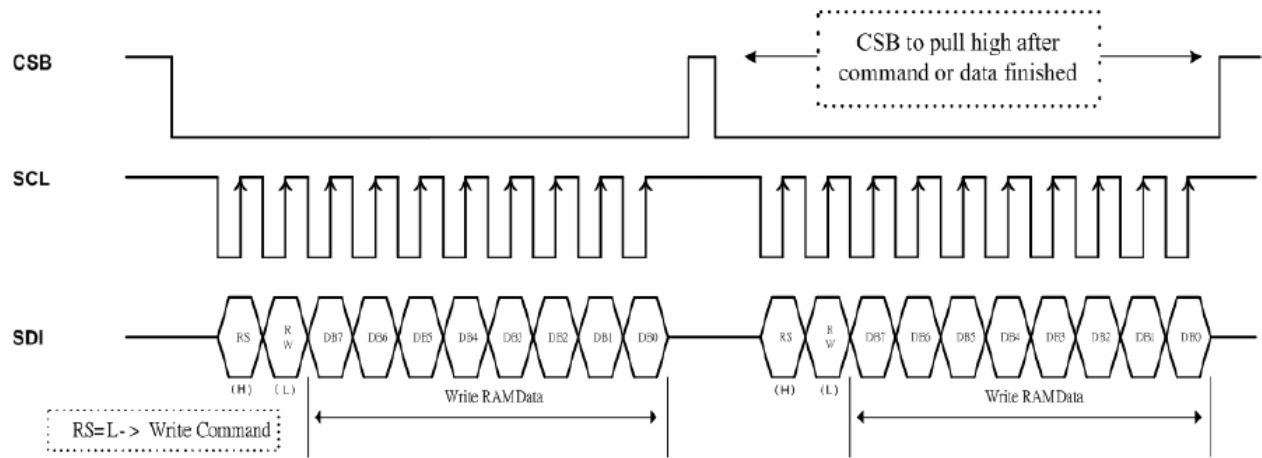 CSB
CSB to pull high after
command or data finished
SCL
SDI
RS R W DB7 DB6 DB5 DB4 DB3 DB2 DB1 DB0 RS R W DB7 DB6 DB5 DB4 DB3 DB2 DB1 DB0
(H) (L) (H) (L)
Write RAMData Write RAMData
RS=L-> Write Command